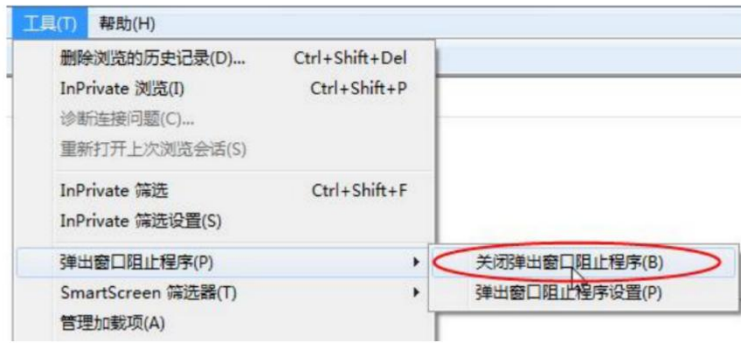 工具(T) 帮助(H)
删除浏览的历史记录(D)... Ctrl+Shift+Del
InPrivate 浏览(I) Ctrl+Shift+P
诊断连接问题(C)...
重新打开上次浏览会话(S)
InPrivate 筛选 Ctrl+Shift+F
InPrivate 筛选设置(S)
弹出窗口阻止程序(P) 关闭弹出窗口阻止程序(B)
SmartScreen 筛选器(T) 弹出窗口阻止程序设置(P)
管理加载项(A)